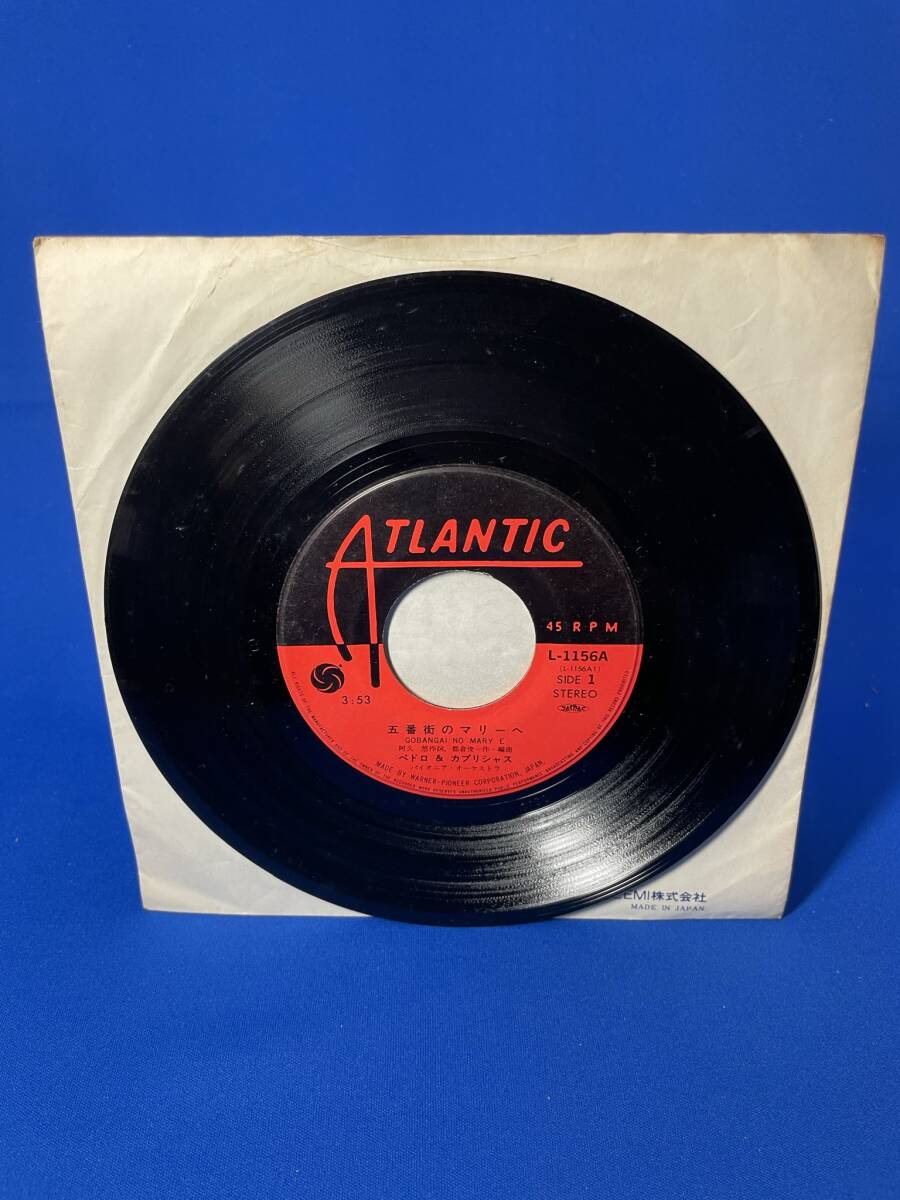 ATLANTIC
45 RPM
L-1156A
(L-1156A1)
SIDE 1
STEREO
3:53
五番街のマリーへ
GOBANGAI NO MARY E
阿久 悠作詞, 都倉俊一作・編曲
ペドロ & カプリシャス
パイオニア・オーケストラ
MADE BY WARNER-PIONEER CORPORATION, JAPAN.
EMI株式会社
MADE IN JAPAN